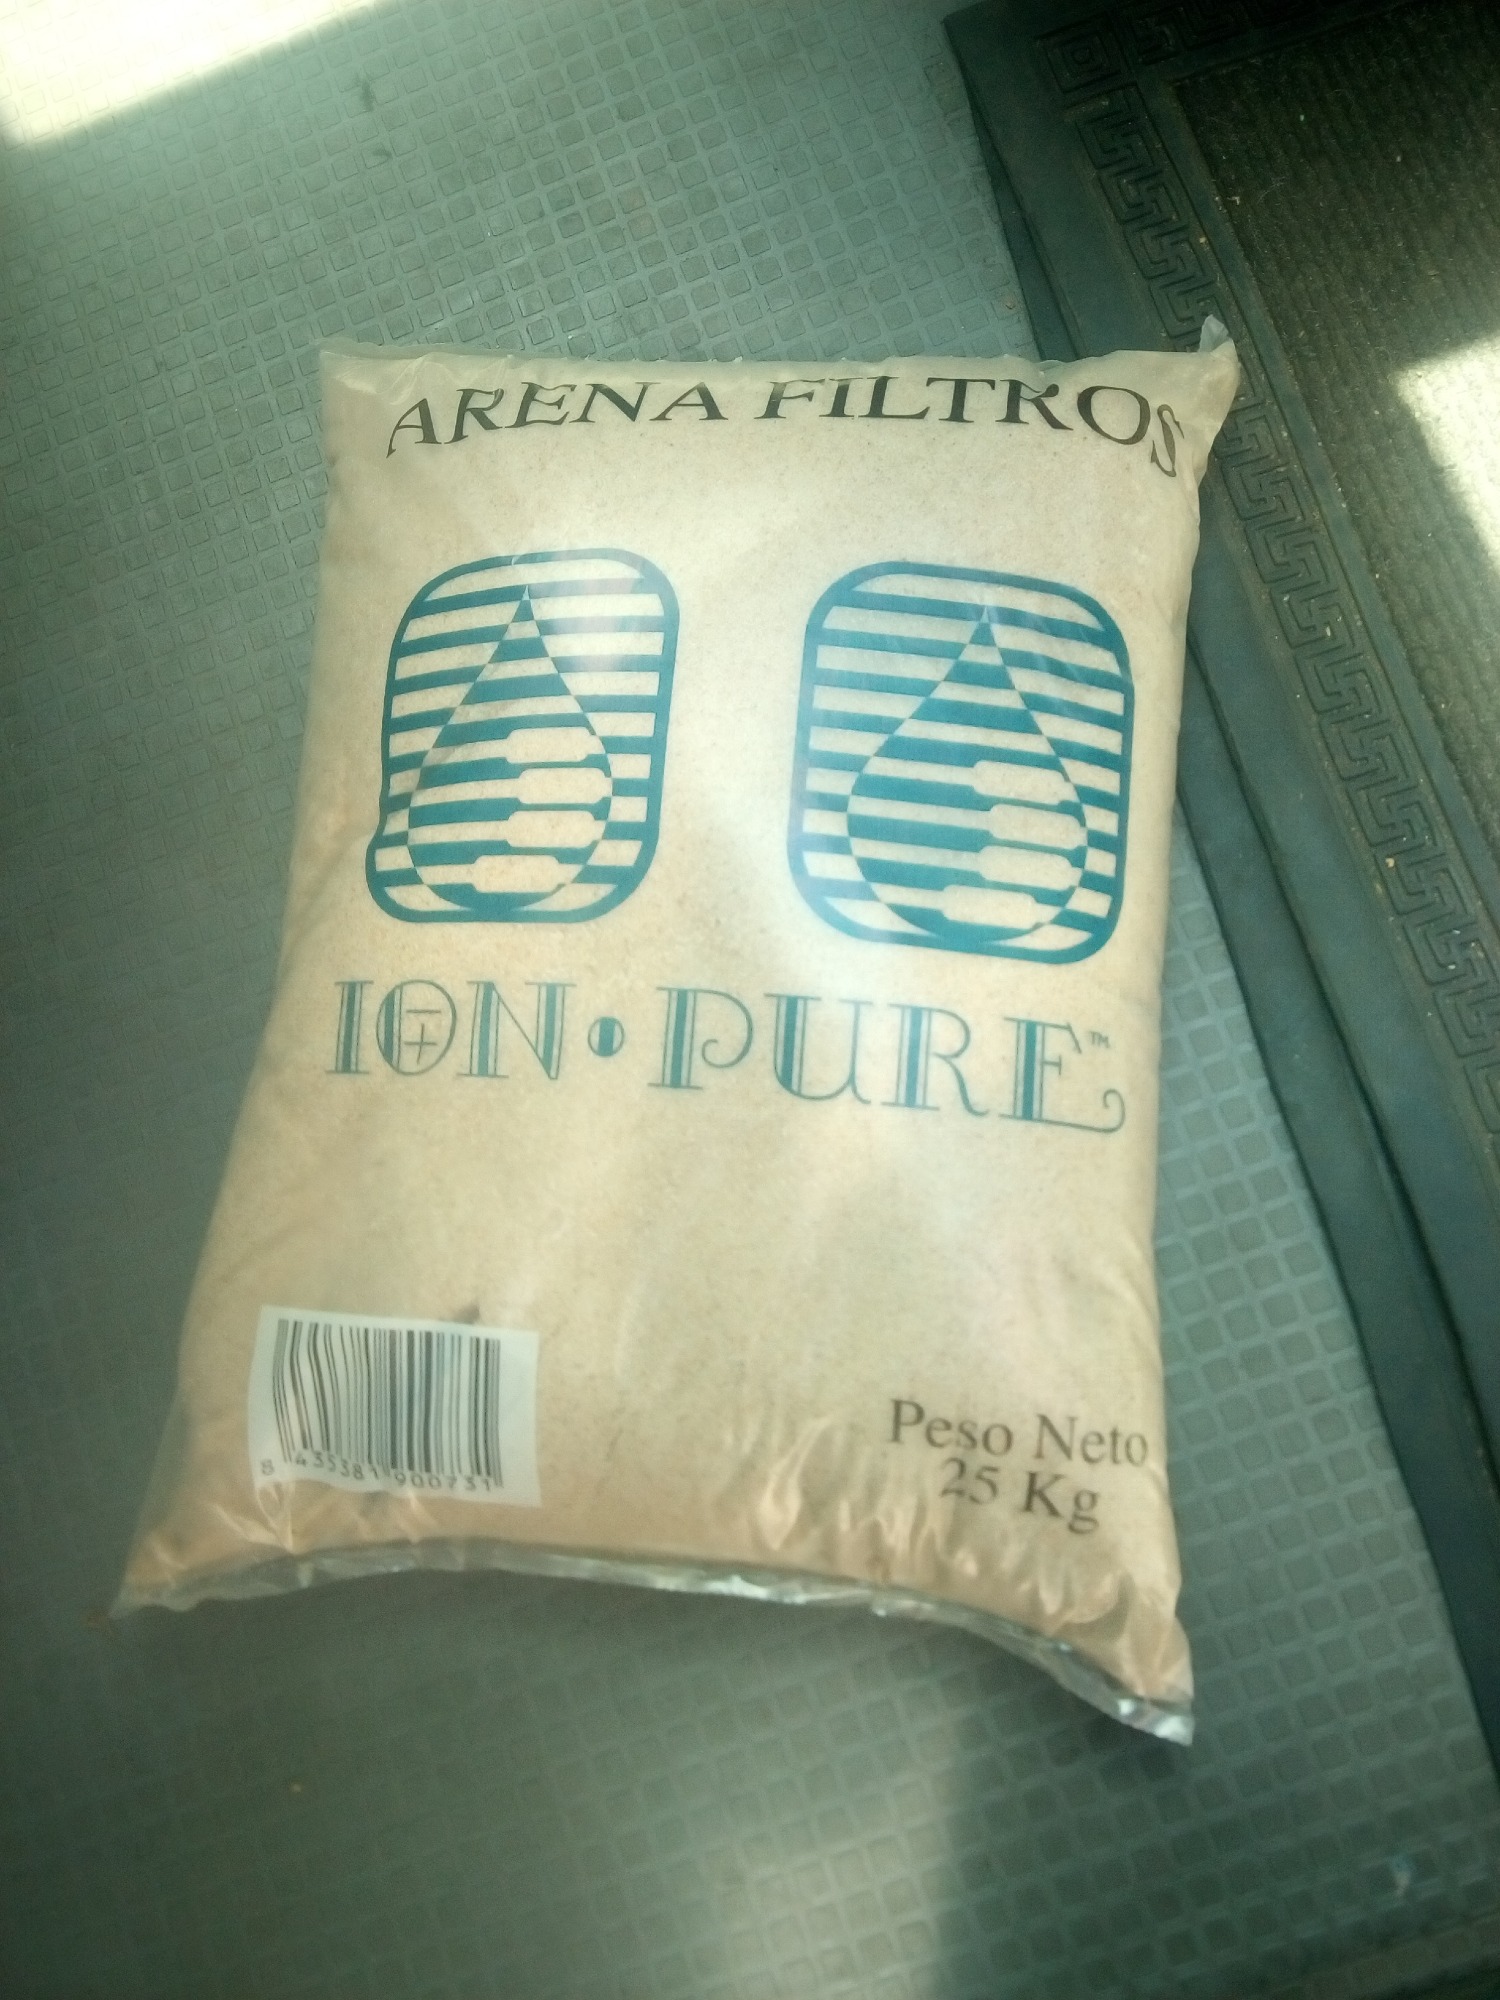 ARENA FILTROS
ION • PURE™
8 435381 900731
Peso Neto
25 Kg